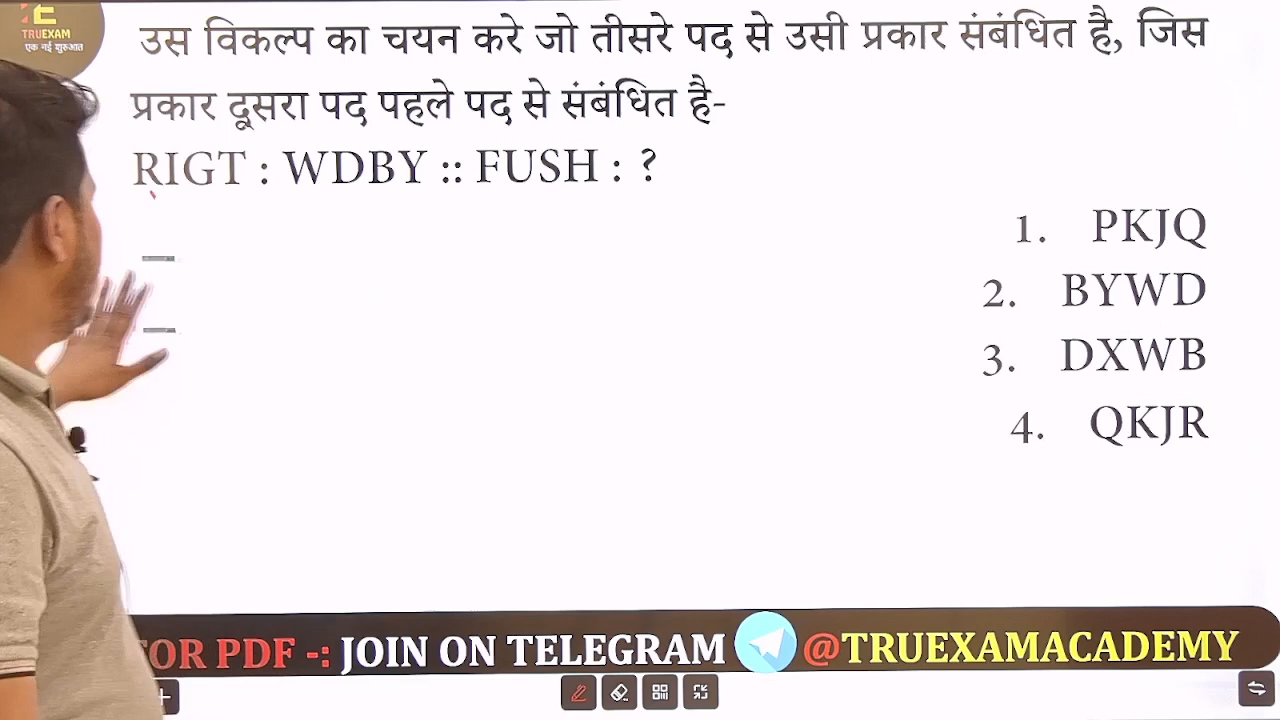 TRUEXAM
एक नई शुरुआत
उस विकल्प का चयन करे जो तीसरे पद से उसी प्रकार संबंधित है, जिस
प्रकार दूसरा पद पहले पद से संबंधित है-
RIGT : WDBY :: FUSH : ?
1. PKJQ
2. BYWD
3. DXWB
4. QKJR
FOR PDF -: JOIN ON TELEGRAM @TRUEXAMACADEMY